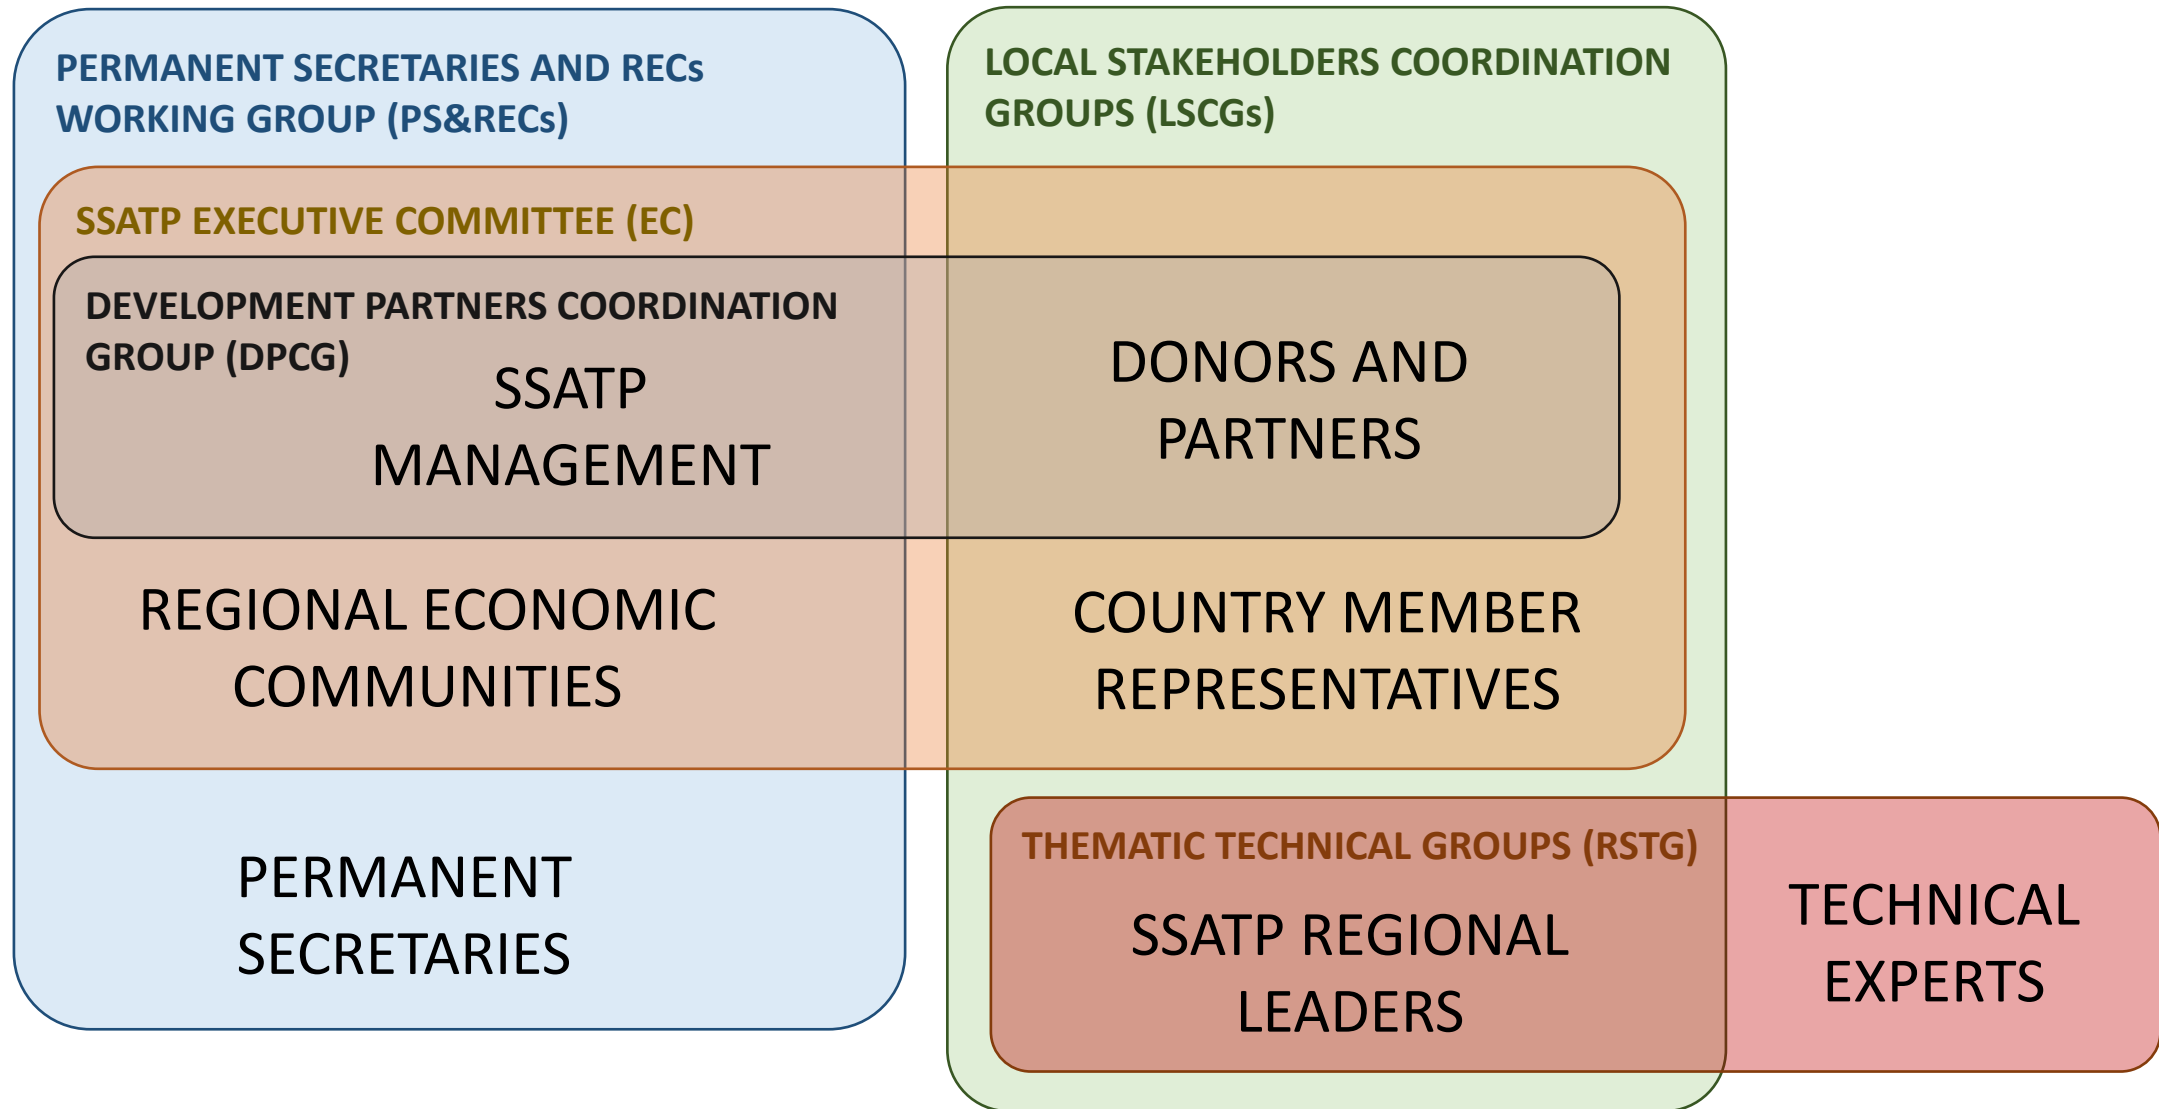 PERMANENT SECRETARIES AND RECs
WORKING GROUP (PS&RECs)
LOCAL STAKEHOLDERS COORDINATION
GROUPS (LSCGs)
SSATP EXECUTIVE COMMITTEE (EC)
DEVELOPMENT PARTNERS COORDINATION
GROUP (DPCG)
SSATP
MANAGEMENT
DONORS AND
PARTNERS
REGIONAL ECONOMIC
COMMUNITIES
COUNTRY MEMBER
REPRESENTATIVES
PERMANENT
SECRETARIES
THEMATIC TECHNICAL GROUPS (RSTG)
SSATP REGIONAL
LEADERS
TECHNICAL
EXPERTS